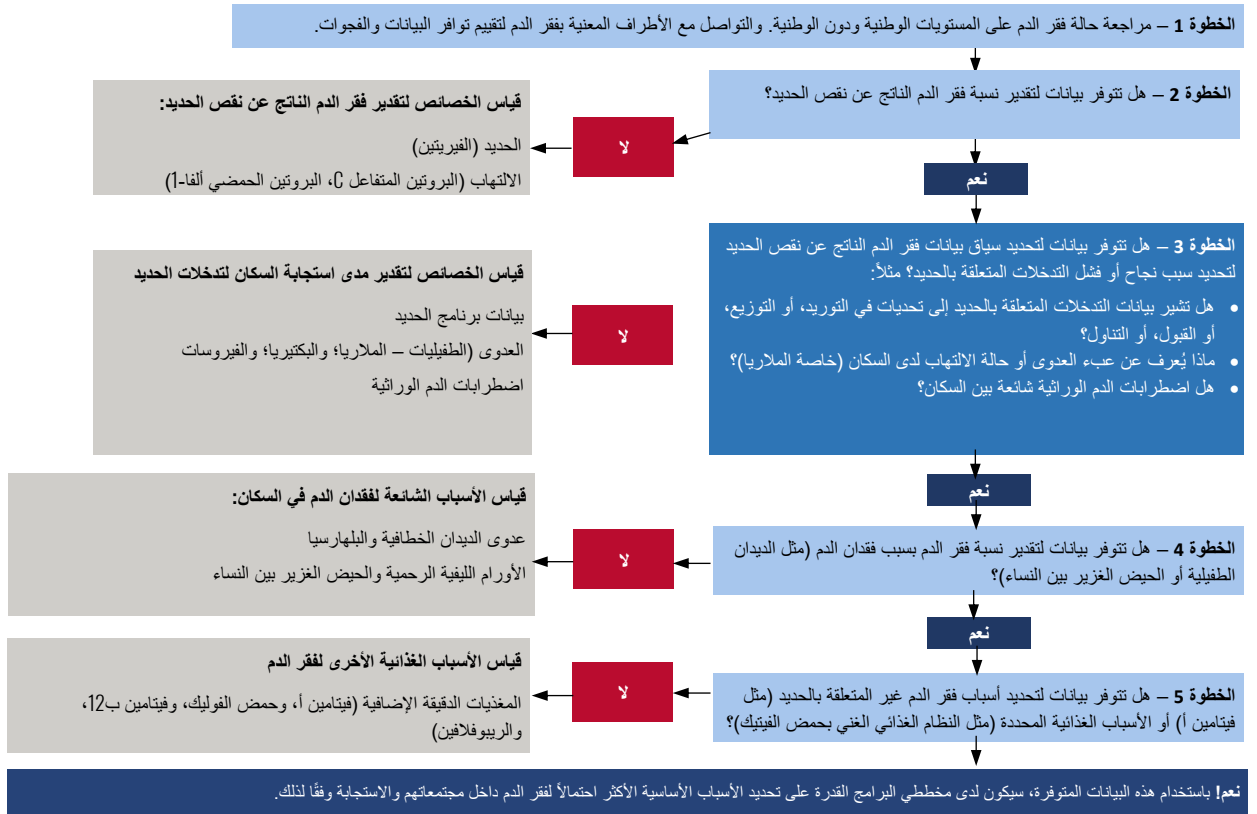 الخطوة 1 – مراجعة حالة فقر الدم على المستويات الوطنية ودون الوطنية. والتواصل مع الأطراف المعنية بفقر الدم لتقييم توافر البيانات والفجوات.
الخطوة 2 – هل تتوفر بيانات لتقدير نسبة فقر الدم الناتج عن نقص الحديد؟
لا
قياس الخصائص لتقدير فقر الدم الناتج عن نقص الحديد:
الحديد (الفيريتين)
الالتهاب (البروتين المتفاعل C، البروتين الحمضي ألفا-1)
نعم
الخطوة 3 – هل تتوفر بيانات لتحديد سياق بيانات فقر الدم الناتج عن نقص الحديد
لتحديد سبب نجاح أو فشل التدخلات المتعلقة بالحديد؟ مثلاً:
• هل تشير بيانات التدخلات المتعلقة بالحديد إلى تحديات في التوريد، أو التوزيع،
أو القبول، أو التناول؟
• ماذا يُعرف عن عبء العدوى أو حالة الالتهاب لدى السكان (خاصة الملاريا)؟
• هل اضطرابات الدم الوراثية شائعة بين السكان؟
لا
قياس الخصائص لتقدير مدى استجابة السكان لتدخلات الحديد
بيانات برنامج الحديد
العدوى (الطفيليات – الملاريا؛ والبكتيريا؛ والفيروسات
اضطرابات الدم الوراثية
نعم
الخطوة 4 – هل تتوفر بيانات لتقدير نسبة فقر الدم بسبب فقدان الدم (مثل الديدان
الطفيلية أو الحيض الغزير بين النساء)؟
لا
قياس الأسباب الشائعة لفقدان الدم في السكان:
عدوى الديدان الخطافية والبلهارسيا
الأورام الليفية الرحمية والحيض الغزير بين النساء
نعم
الخطوة 5 – هل تتوفر بيانات لتحديد أسباب فقر الدم غير المتعلقة بالحديد (مثل
فيتامين أ) أو الأسباب الغذائية المحددة (مثل النظام الغذائي الغني بحمض الفيتيك)؟
لا
قياس الأسباب الغذائية الأخرى لفقر الدم
المغذيات الدقيقة الإضافية (فيتامين أ، وحمض الفوليك، وفيتامين ب12،
والريبوفلافين)
نعم! باستخدام هذه البيانات المتوفرة، سيكون لدى مخططي البرامج القدرة على تحديد الأسباب الأساسية الأكثر احتمالاً لفقر الدم داخل مجتمعاتهم والاستجابة وفقًا لذلك.